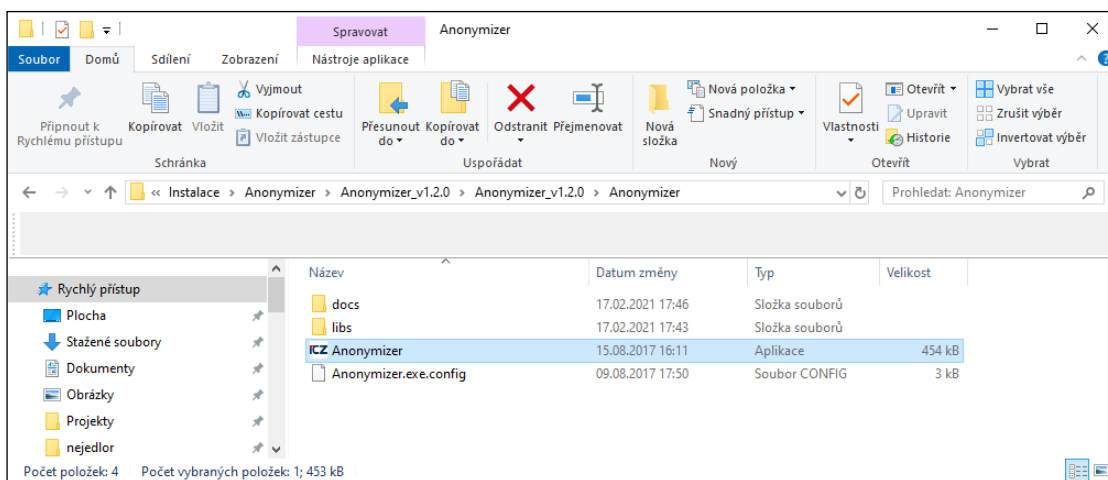 Spravovat Anonymizer
Soubor Domů Sdílení Zobrazení Nástroje aplikace
Připnout k Rychlému přístupu
Kopírovat
Vložit
Vyjmout
Kopírovat cestu
Vložit zástupce
Schránka
Přesunout do
Kopírovat do
Odstranit
Přejmenovat
Uspořádat
Nová složka
Nová položka
Snadný přístup
Nový
Vlastnosti
Otevřít
Upravit
Historie
Otevřít
Vybrat vše
Zrušit výběr
Invertovat výběr
Vybrat
« Instalace > Anonymizer > Anonymizer_v1.2.0 > Anonymizer_v1.2.0 > Anonymizer
Prohledat: Anonymizer
Rychlý přístup
Plocha
Stažené soubory
Dokumenty
Obrázky
Projekty
nejedlor
Název Datum změny Typ Velikost
docs 17.02.2021 17:46 Složka souborů
libs 17.02.2021 17:43 Složka souborů
ICZ Anonymizer 15.08.2017 16:11 Aplikace 454 kB
Anonymizer.exe.config 09.08.2017 17:50 Soubor CONFIG 3 kB
Počet položek: 4 Počet vybraných položek: 1; 453 kB